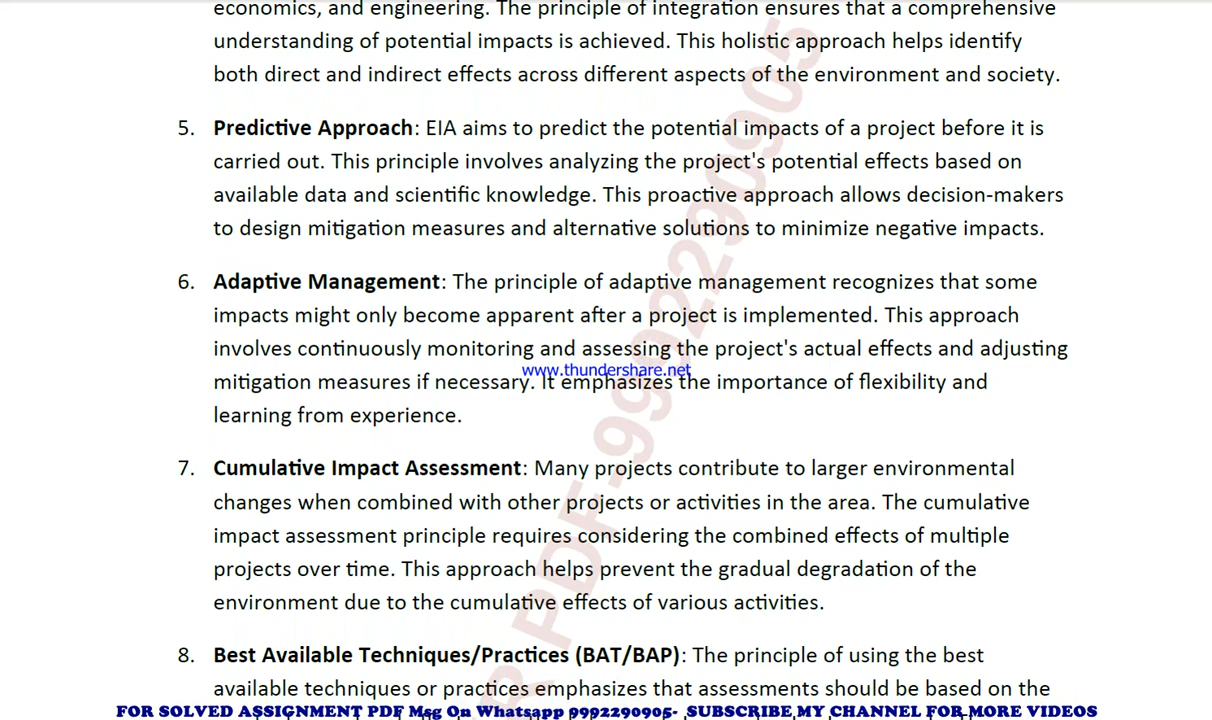 economics, and engineering. The principle of integration ensures that a comprehensive
understanding of potential impacts is achieved. This holistic approach helps identify
both direct and indirect effects across different aspects of the environment and society.
5. Predictive Approach: EIA aims to predict the potential impacts of a project before it is
carried out. This principle involves analyzing the project's potential effects based on
available data and scientific knowledge. This proactive approach allows decision-makers
to design mitigation measures and alternative solutions to minimize negative impacts.
6. Adaptive Management: The principle of adaptive management recognizes that some
impacts might only become apparent after a project is implemented. This approach
involves continuously monitoring and assessing the project's actual effects and adjusting
www.thundershare.net
mitigation measures if necessary. It emphasizes the importance of flexibility and
learning from experience.
7. Cumulative Impact Assessment: Many projects contribute to larger environmental
changes when combined with other projects or activities in the area. The cumulative
impact assessment principle requires considering the combined effects of multiple
projects over time. This approach helps prevent the gradual degradation of the
environment due to the cumulative effects of various activities.
8. Best Available Techniques/Practices (BAT/BAP): The principle of using the best
available techniques or practices emphasizes that assessments should be based on the
R PDF-9992290905
FOR SOLVED ASSIGNMENT PDF Msg On Whatsapp 9992290905- SUBSCRIBE MY CHANNEL FOR MORE VIDEOS